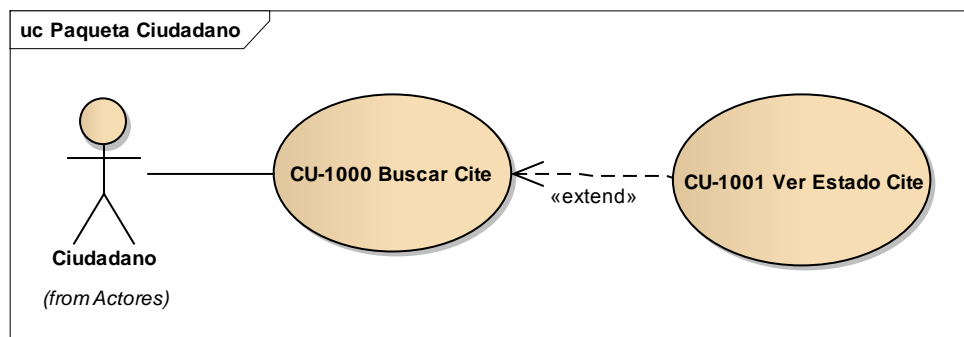 uc Paqueta Ciudadano
CU-1000 Buscar Cite
CU-1001 Ver Estado Cite
«extend»
Ciudadano
(from Actores)